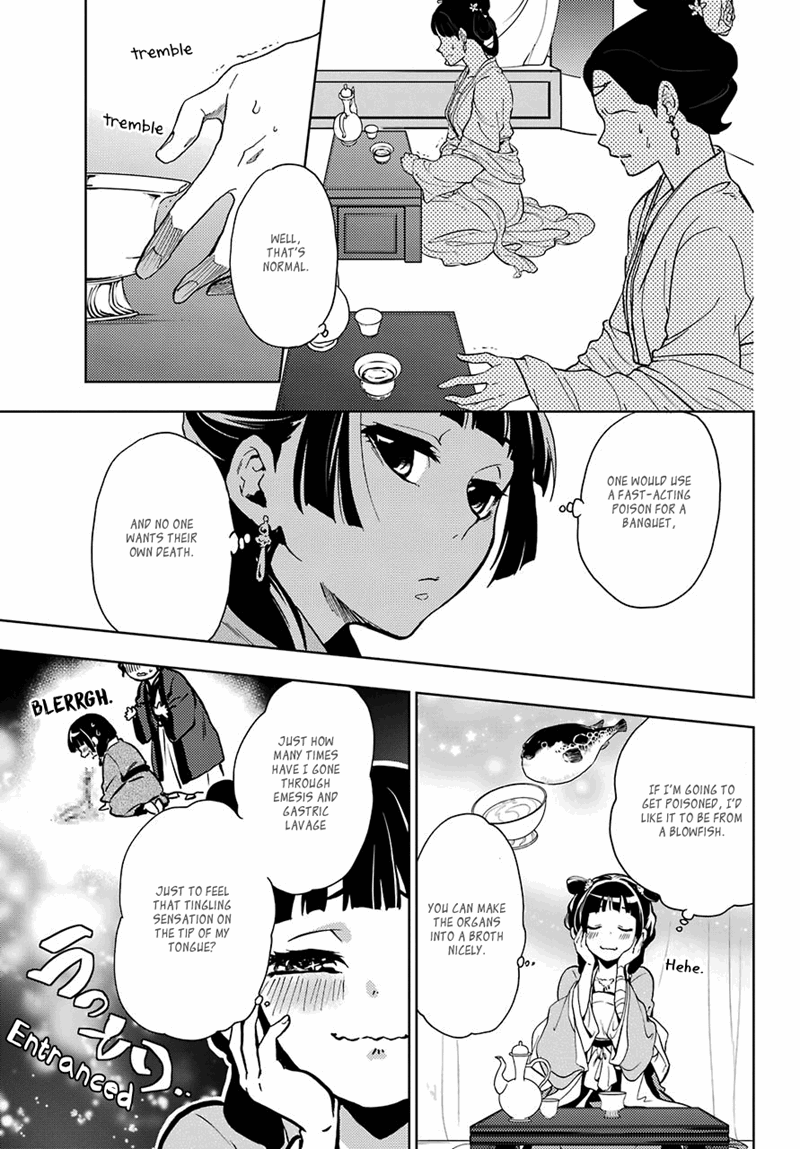 tremble
tremble
WELL,
THAT'S
NORMAL.
ONE WOULD USE
A FAST-ACTING
POISON FOR A
BANQUET,
AND NO ONE
WANTS THEIR
OWN DEATH.
IF I'M GOING TO
GET POISONED, I'D
LIKE IT TO BE FROM
A BLOWFISH.
YOU CAN MAKE
THE ORGANS
INTO A BROTH
NICELY.
Hehe.
BLERRGH.
JUST HOW
MANY TIMES
HAVE I GONE
THROUGH
EMESIS AND
GASTRIC
LAVAGE
JUST TO FEEL
THAT TINGLING
SENSATION ON
THE TIP OF MY
TONGUE?
Entranced